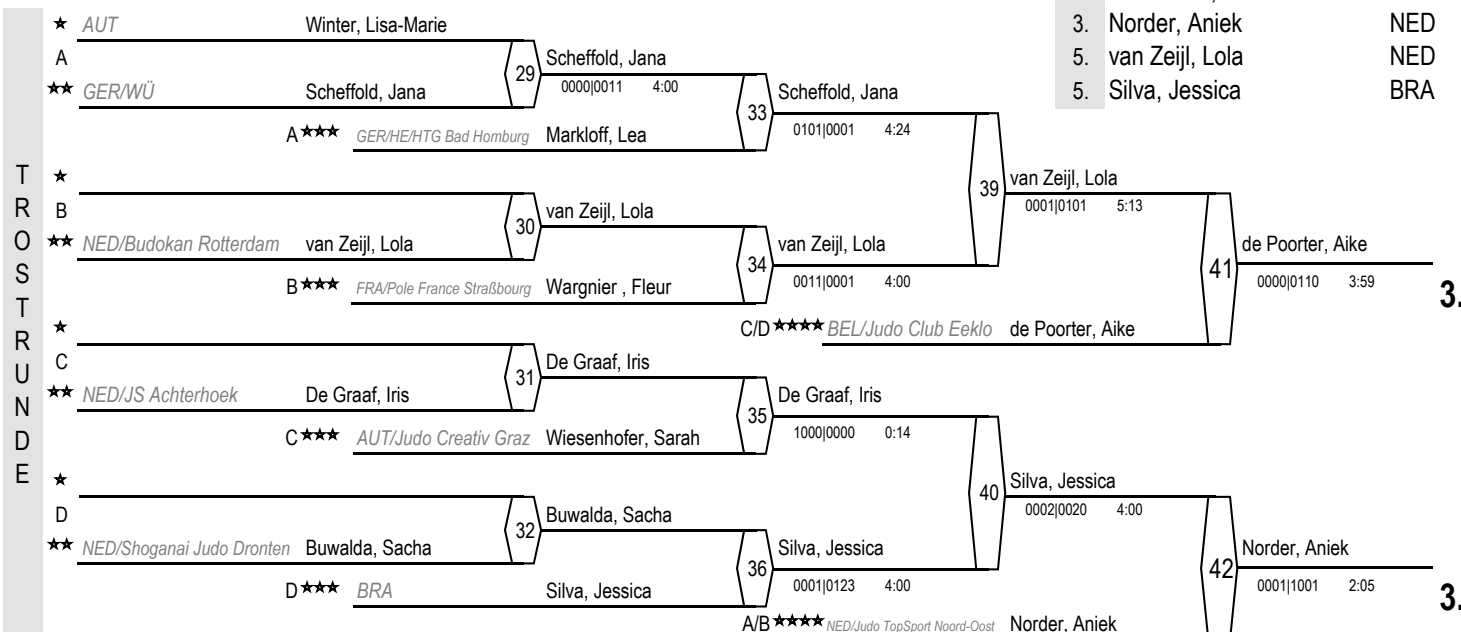 ★ AUT Winter, Lisa-Marie
3. Norder, Aniek NED
A
29 Scheffold, Jana
5. van Zeijl, Lola NED
★★ GER/WÜ Scheffold, Jana
0000|0011 4:00
33 Scheffold, Jana
5. Silva, Jessica BRA
A★★★ GER/HE/HTG Bad Homburg Markloff, Lea
0101|0001 4:24
TROSTRUNDE
★
39 van Zeijl, Lola
0001|0101 5:13
B
30 van Zeijl, Lola
★★ NED/Budokan Rotterdam van Zeijl, Lola
34 van Zeijl, Lola
0011|0001 4:00
41 de Poorter, Aike
0000|0110 3:59
3.
B★★★ FRA/Pole France Straßbourg Wargnier , Fleur
C/D★★★★ BEL/Judo Club Eeklo de Poorter, Aike
★
C
31 De Graaf, Iris
★★ NED/JS Achterhoek De Graaf, Iris
35 De Graaf, Iris
1000|0000 0:14
C★★★ AUT/Judo Creativ Graz Wiesenhofer, Sarah
★
40 Silva, Jessica
0002|0020 4:00
D
32 Buwalda, Sacha
★★ NED/Shoganai Judo Dronten Buwalda, Sacha
36 Silva, Jessica
0001|0123 4:00
42 Norder, Aniek
0001|1001 2:05
3.
D★★★ BRA Silva, Jessica
A/B★★★★ NED/Judo TopSport Noord-Oost Norder, Aniek